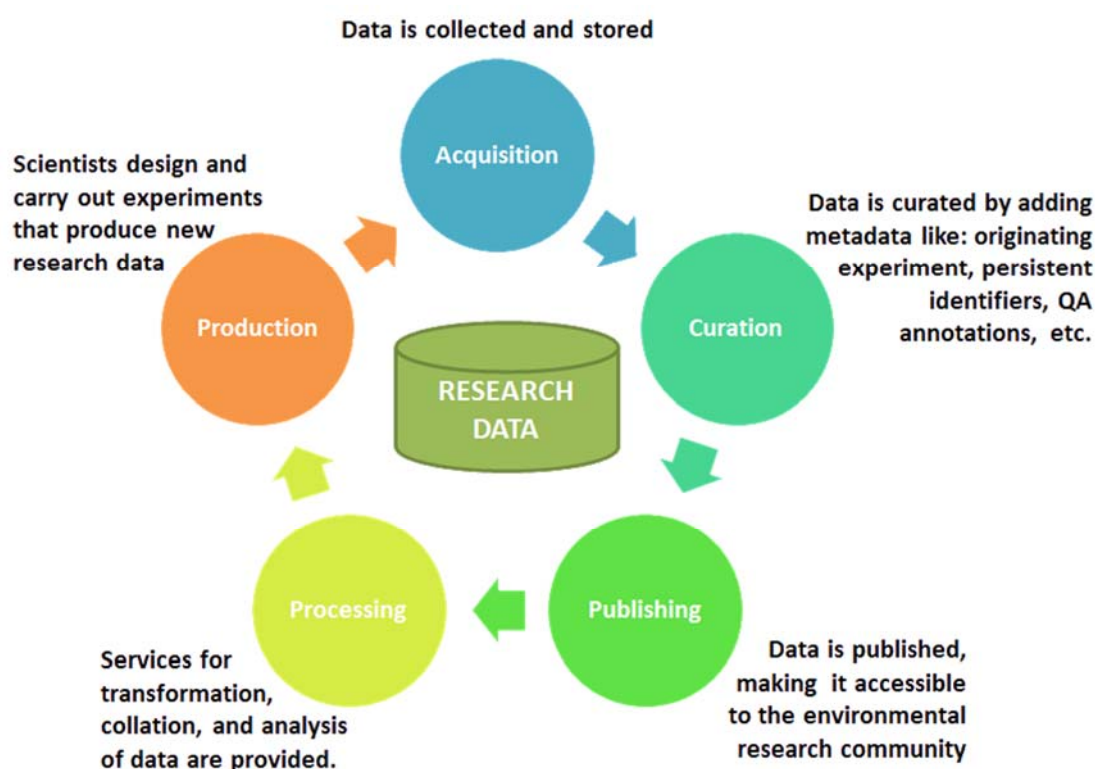 Data is collected and stored
Acquisition
Scientists design and
carry out experiments
that produce new
research data
Data is curated by adding
metadata like: originating
experiment, persistent
identifiers, QA
annotations, etc.
Production
Curation
RESEARCH
DATA
Processing
Publishing
Services for
transformation,
collation, and analysis
of data are provided.
Data is published,
making it accessible
to the environmental
research community